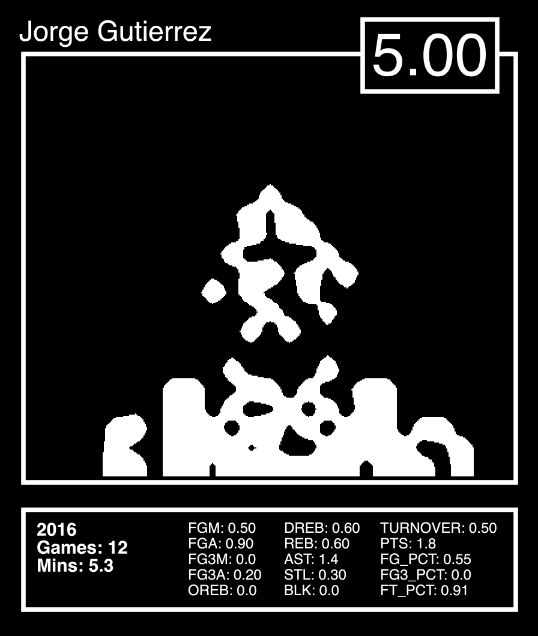 Jorge Gutierrez
5.00
2016
Games: 12
Mins: 5.3
FGM: 0.50
FGA: 0.90
FG3M: 0.0
FG3A: 0.20
OREB: 0.0
DREB: 0.60
REB: 0.60
AST: 1.4
STL: 0.30
BLK: 0.0
TURNOVER: 0.50
PTS: 1.8
FG_PCT: 0.55
FG3_PCT: 0.0
FT_PCT: 0.91